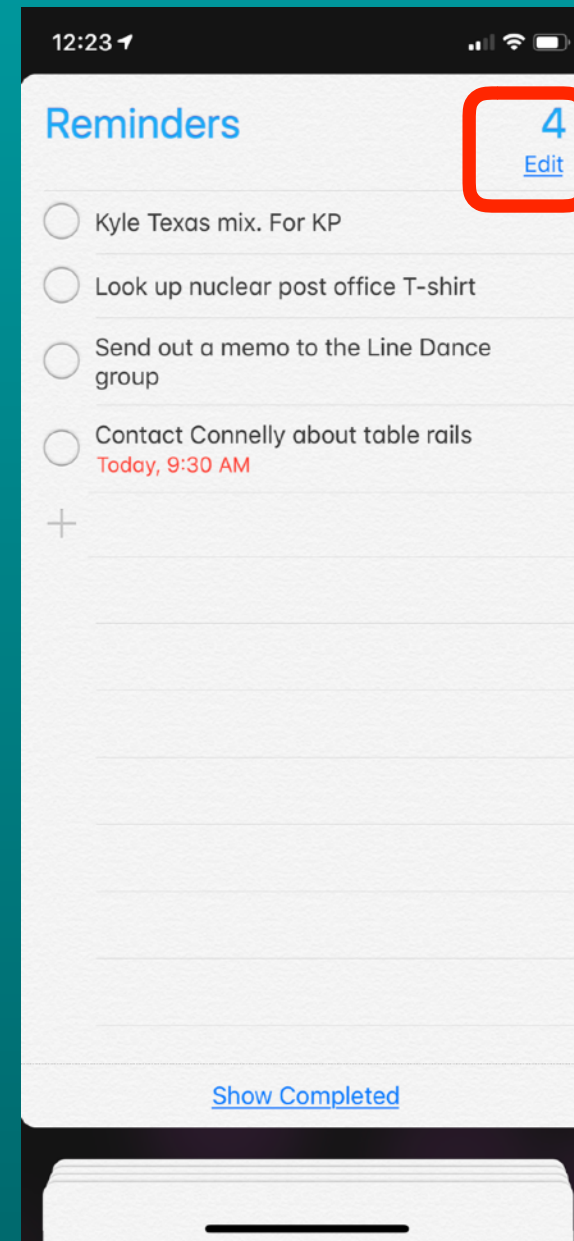 12:23
Reminders
4
Edit
Kyle Texas mix. For KP
Look up nuclear post office T-shirt
Send out a memo to the Line Dance
group
Contact Connelly about table rails
Today, 9:30 AM
Show Completed